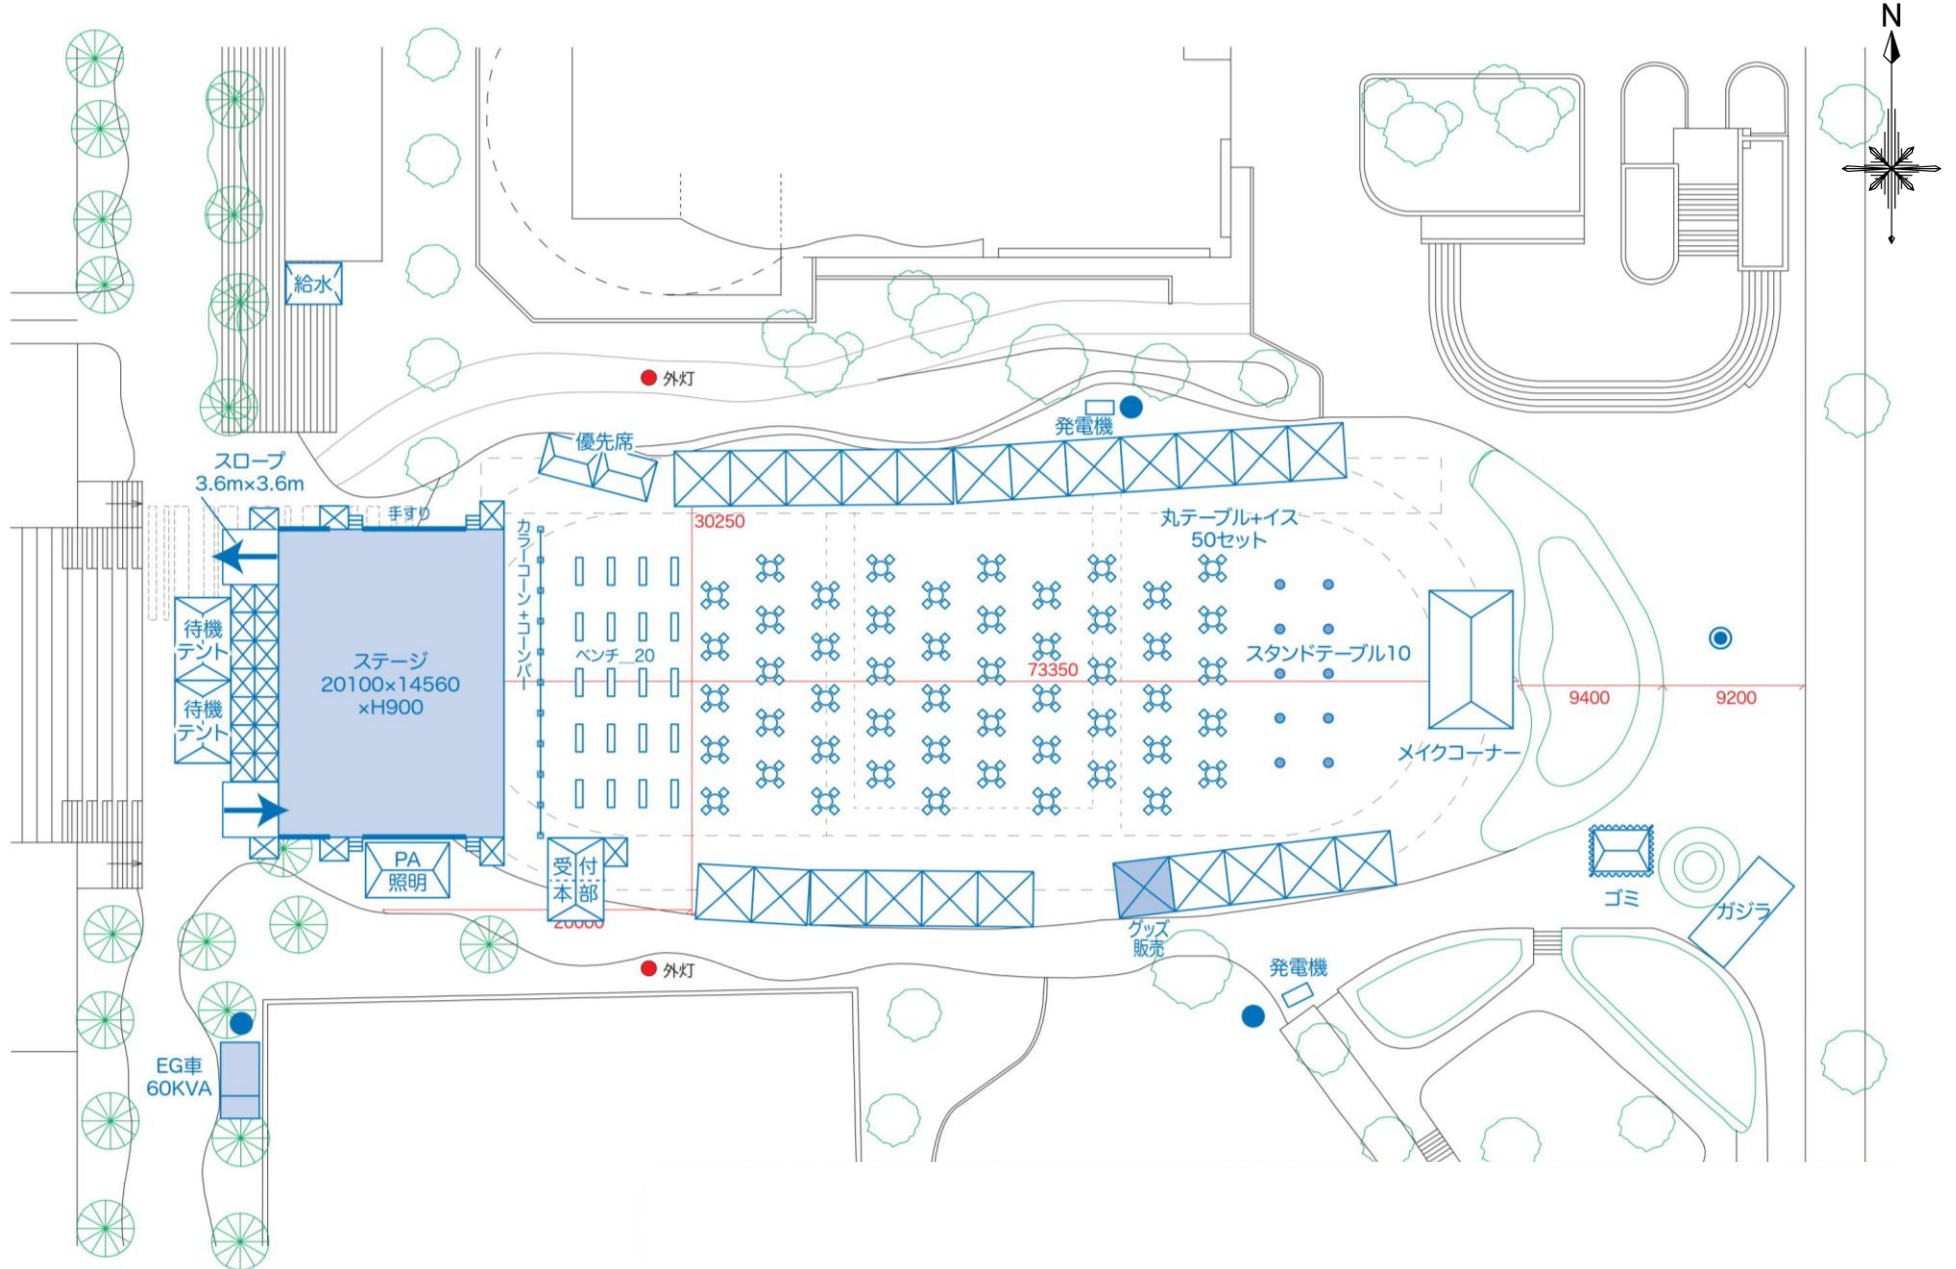 N
給水
外灯
優先席
発電機
スロープ
3.6m×3.6m
手すり
カラーコーン+コーンバー
30250
丸テーブル+イス
50セット
待機
テント
待機
テント
ステージ
20100×14560
×H900
ベンチ＿20
73350
スタンドテーブル10
9400
9200
メイクコーナー
PA
照明
受付
本部
20000
グッズ
販売
ゴミ
ガジラ
外灯
発電機
EG車
60KVA